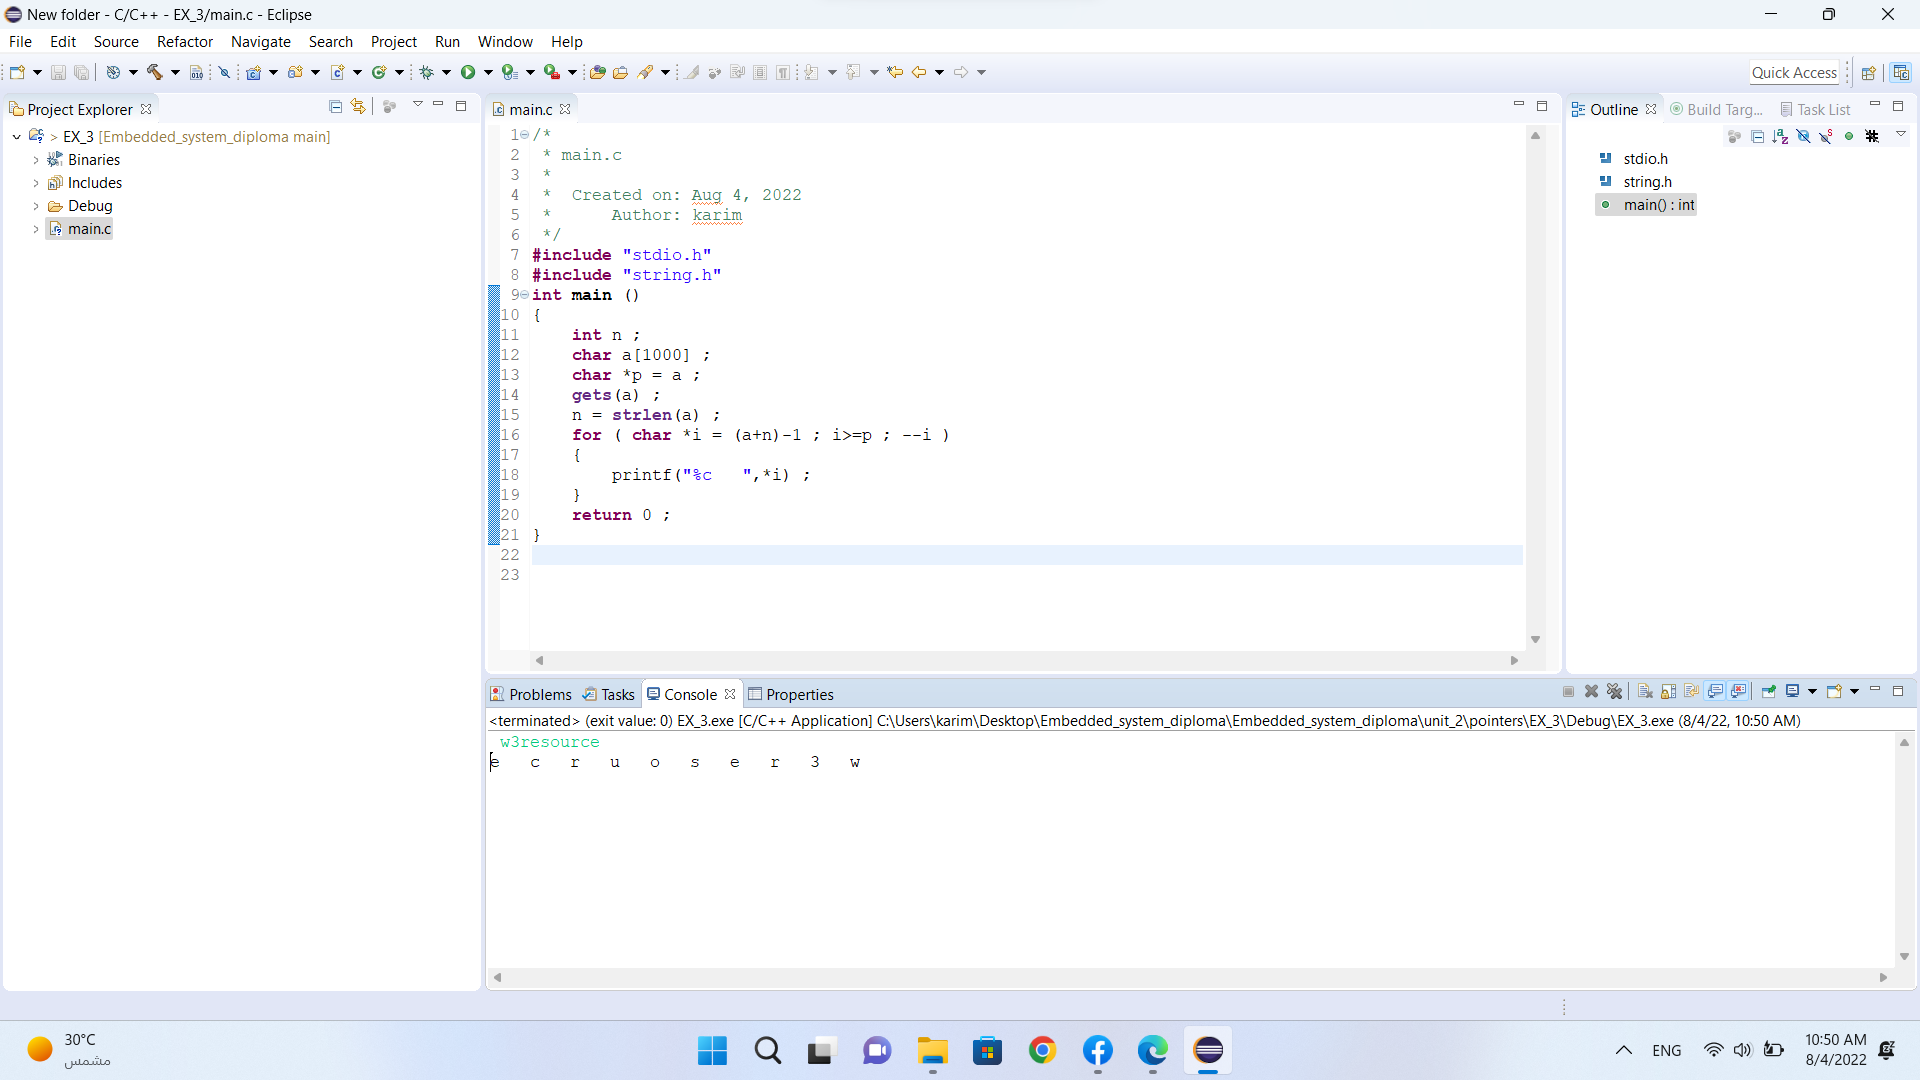 New folder - C/C++ - EX_3/main.c - Eclipse
File Edit Source Refactor Navigate Search Project Run Window Help
Quick Access
Project Explorer
> EX_3 [Embedded_system_diploma main]
Binaries
Includes
Debug
main.c
main.c
1 /*
2  * main.c
3  *
4  *  Created on: Aug 4, 2022
5  *      Author: karim
6  */
7 #include "stdio.h"
8 #include "string.h"
9 int main ()
10 {
11     int n ;
12     char a[1000] ;
13     char *p = a ;
14     gets(a) ;
15     n = strlen(a) ;
16     for ( char *i = (a+n)-1 ; i>=p ; --i )
17     {
18         printf("%c   ",*i) ;
19     }
20     return 0 ;
21 }
22
23
Outline Build Targ... Task List
stdio.h
string.h
main() : int
Problems Tasks Console Properties
<terminated> (exit value: 0) EX_3.exe [C/C++ Application] C:\Users\karim\Desktop\Embedded_system_diploma\Embedded_system_diploma\unit_2\pointers\EX_3\Debug\EX_3.exe (8/4/22, 10:50 AM)
w3resource
e   c   r   u   o   s   e   r   3   w
30°C
مشمس
ENG
10:50 AM
8/4/2022